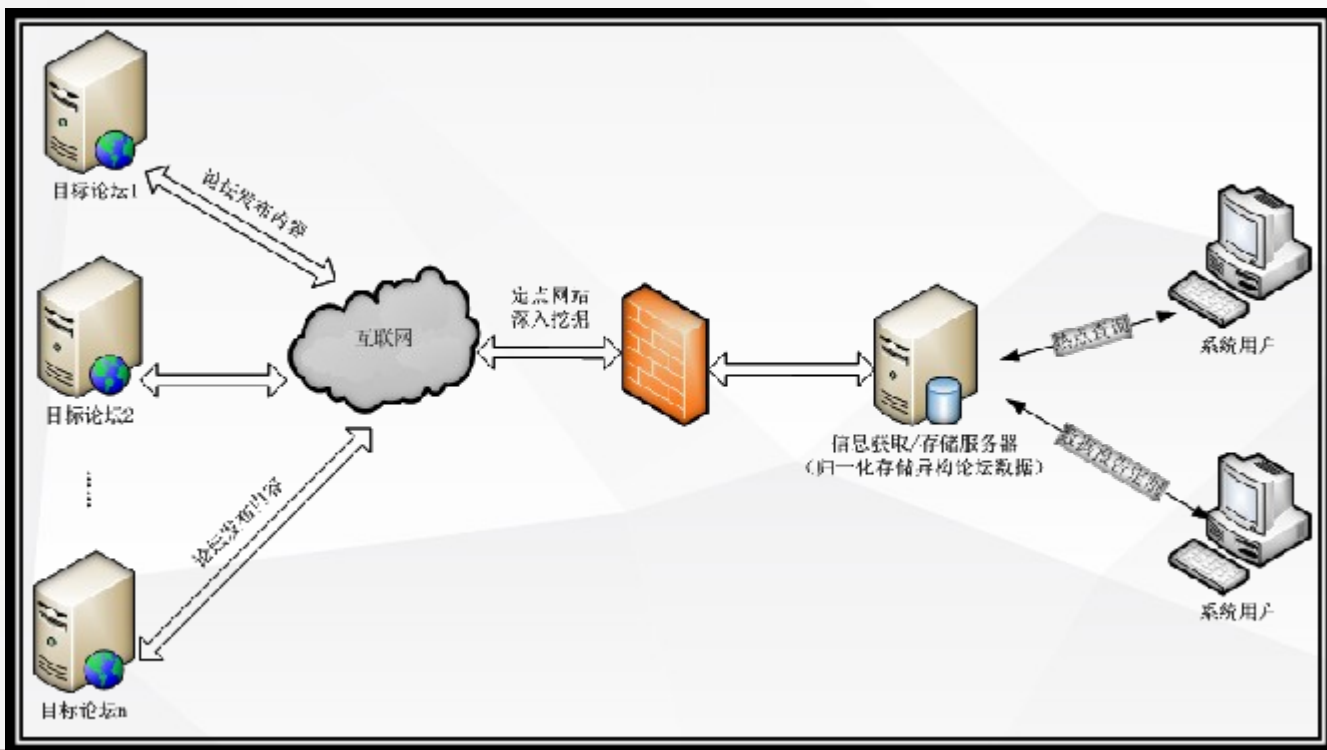 目标论坛1
论坛发布内容
目标论坛2
互联网
定点网站
深入挖掘
信息获取/存储服务器
(归一化存储异构论坛数据)
热点查询
系统用户
系统用户
......
论坛发布内容
目标论坛n